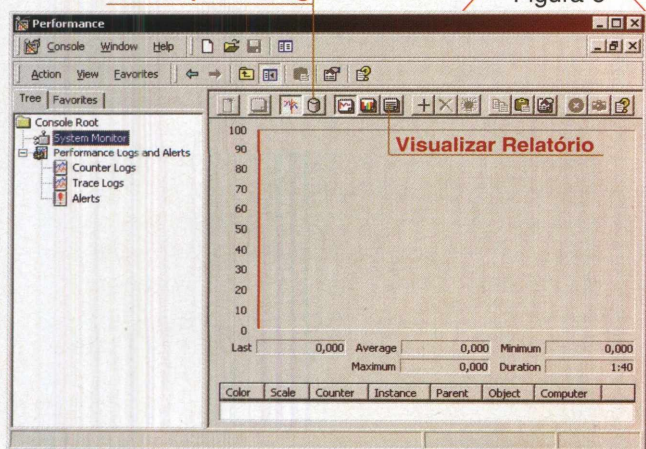 Figura
Performance
Console Window Help
Action View Favorites
Tree Favorites
Console Root
System Monitor
Performance Logs and Alerts
Counter Logs
Trace Logs
Alerts
100
90
80
70
60
50
40
30
20
10
0
Visualizar Relatório
Last 0,000 Average 0,000 Minimum 0,000
Maximum 0,000 Duration 1:40
Color Scale Counter Instance Parent Object Computer